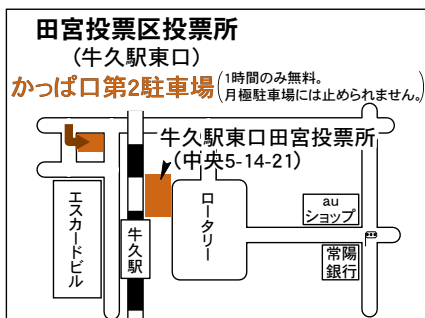 田宮投票区投票所
(牛久駅東口)
かっぱ口第2駐車場
(1時間のみ無料。
月極駐車場には止められません。)
牛久駅東口田宮投票所
(中央5-14-21)
エスカードビル
牛久駅
ロータリー
au
ショップ
常陽
銀行